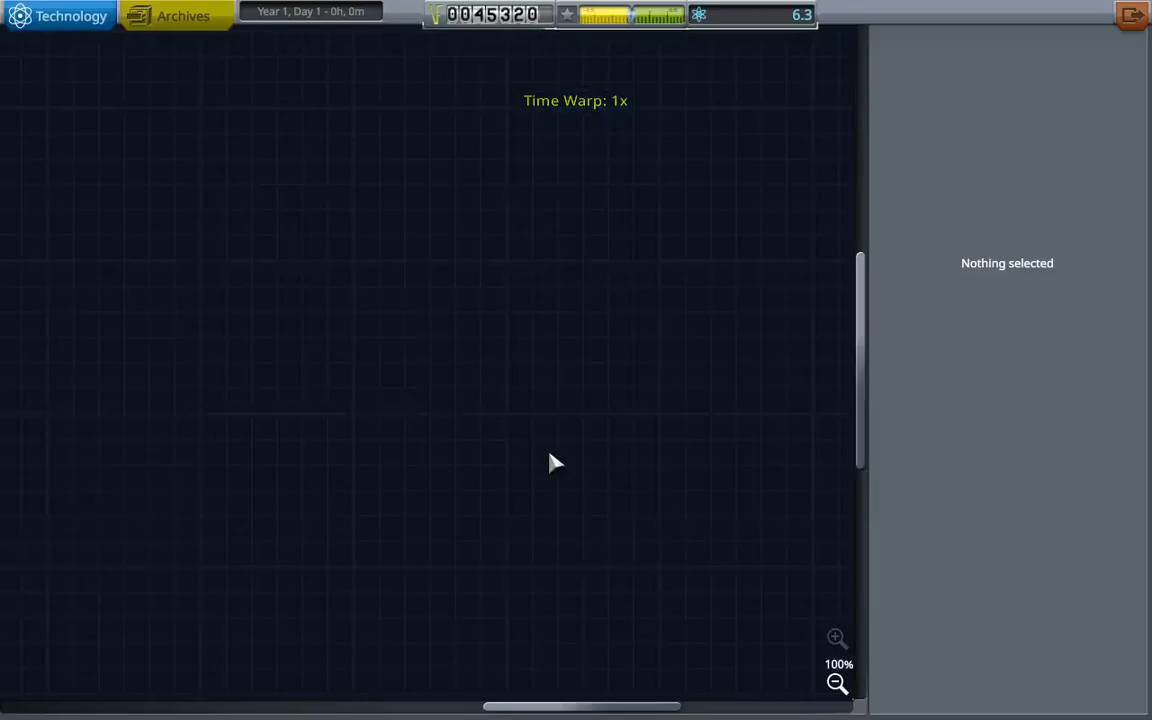 Technology
Archives
Year 1, Day 1 - 0h, 0m
0045320
6.3
Time Warp: 1x
Nothing selected
100%